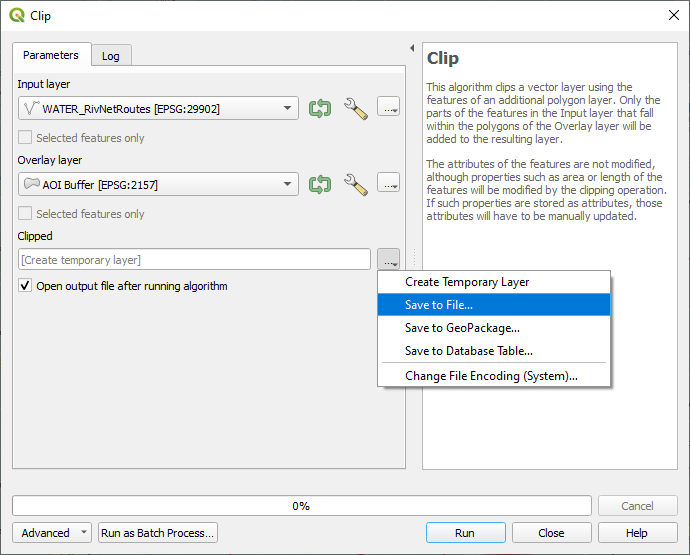 Clip
Parameters
Log
Input layer
WATER_RivNetRoutes [EPSG:29902]
...
Selected features only
Overlay layer
AOI Buffer [EPSG:2157]
...
Selected features only
Clipped
[Create temporary layer]
...
Open output file after running algorithm
Create Temporary Layer
Save to File...
Save to GeoPackage...
Save to Database Table...
Change File Encoding (System)...
Clip
This algorithm clips a vector layer using the
features of an additional polygon layer. Only the
parts of the features in the Input layer that fall
within the polygons of the Overlay layer will be
added to the resulting layer.
The attributes of the features are not modified,
although properties such as area or length of the
features will be modified by the clipping operation.
If such properties are stored as attributes, those
attributes will have to be manually updated.
0%
Cancel
Advanced
Run as Batch Process...
Run
Close
Help